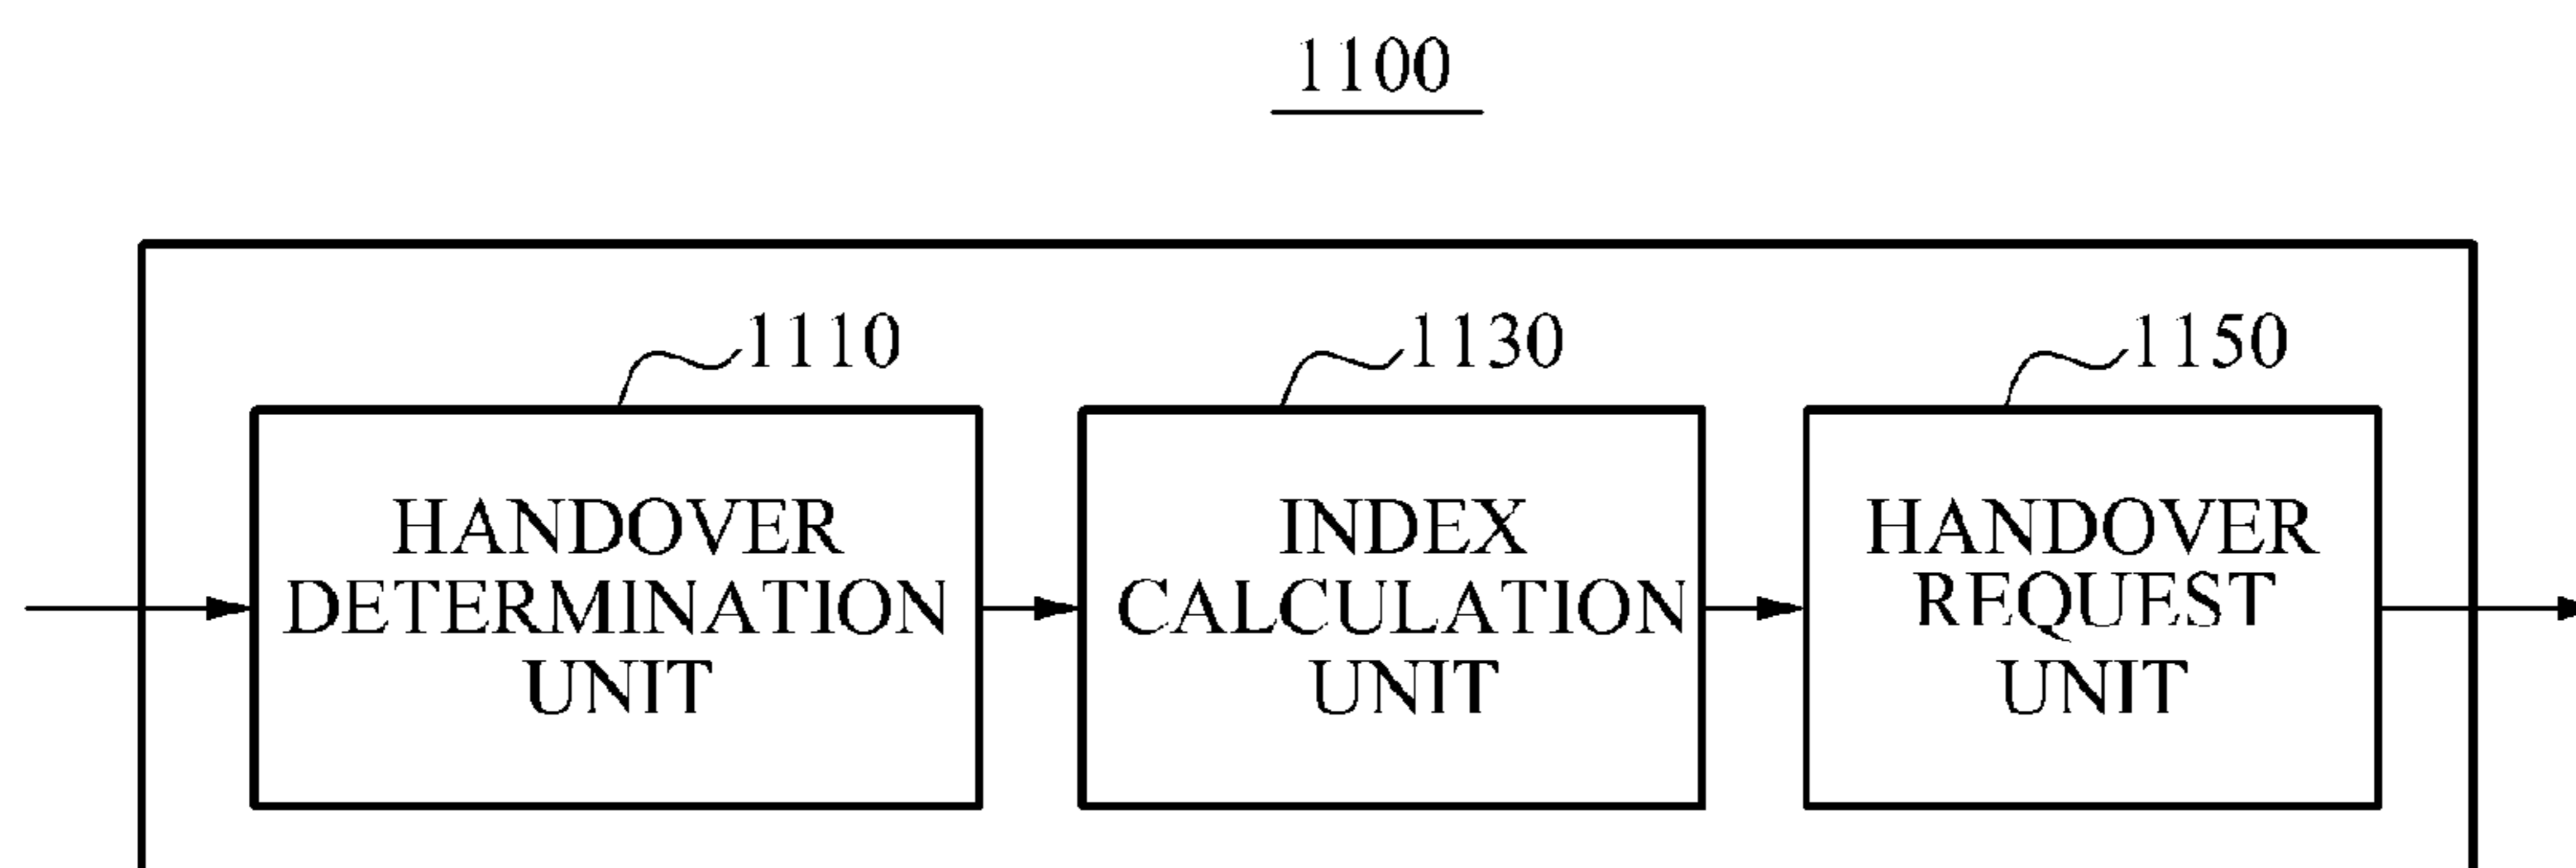 1100
1110
1130
1150
HANDOVER
DETERMINATION
UNIT
INDEX
CALCULATION
UNIT
HANDOVER
REQUEST
UNIT